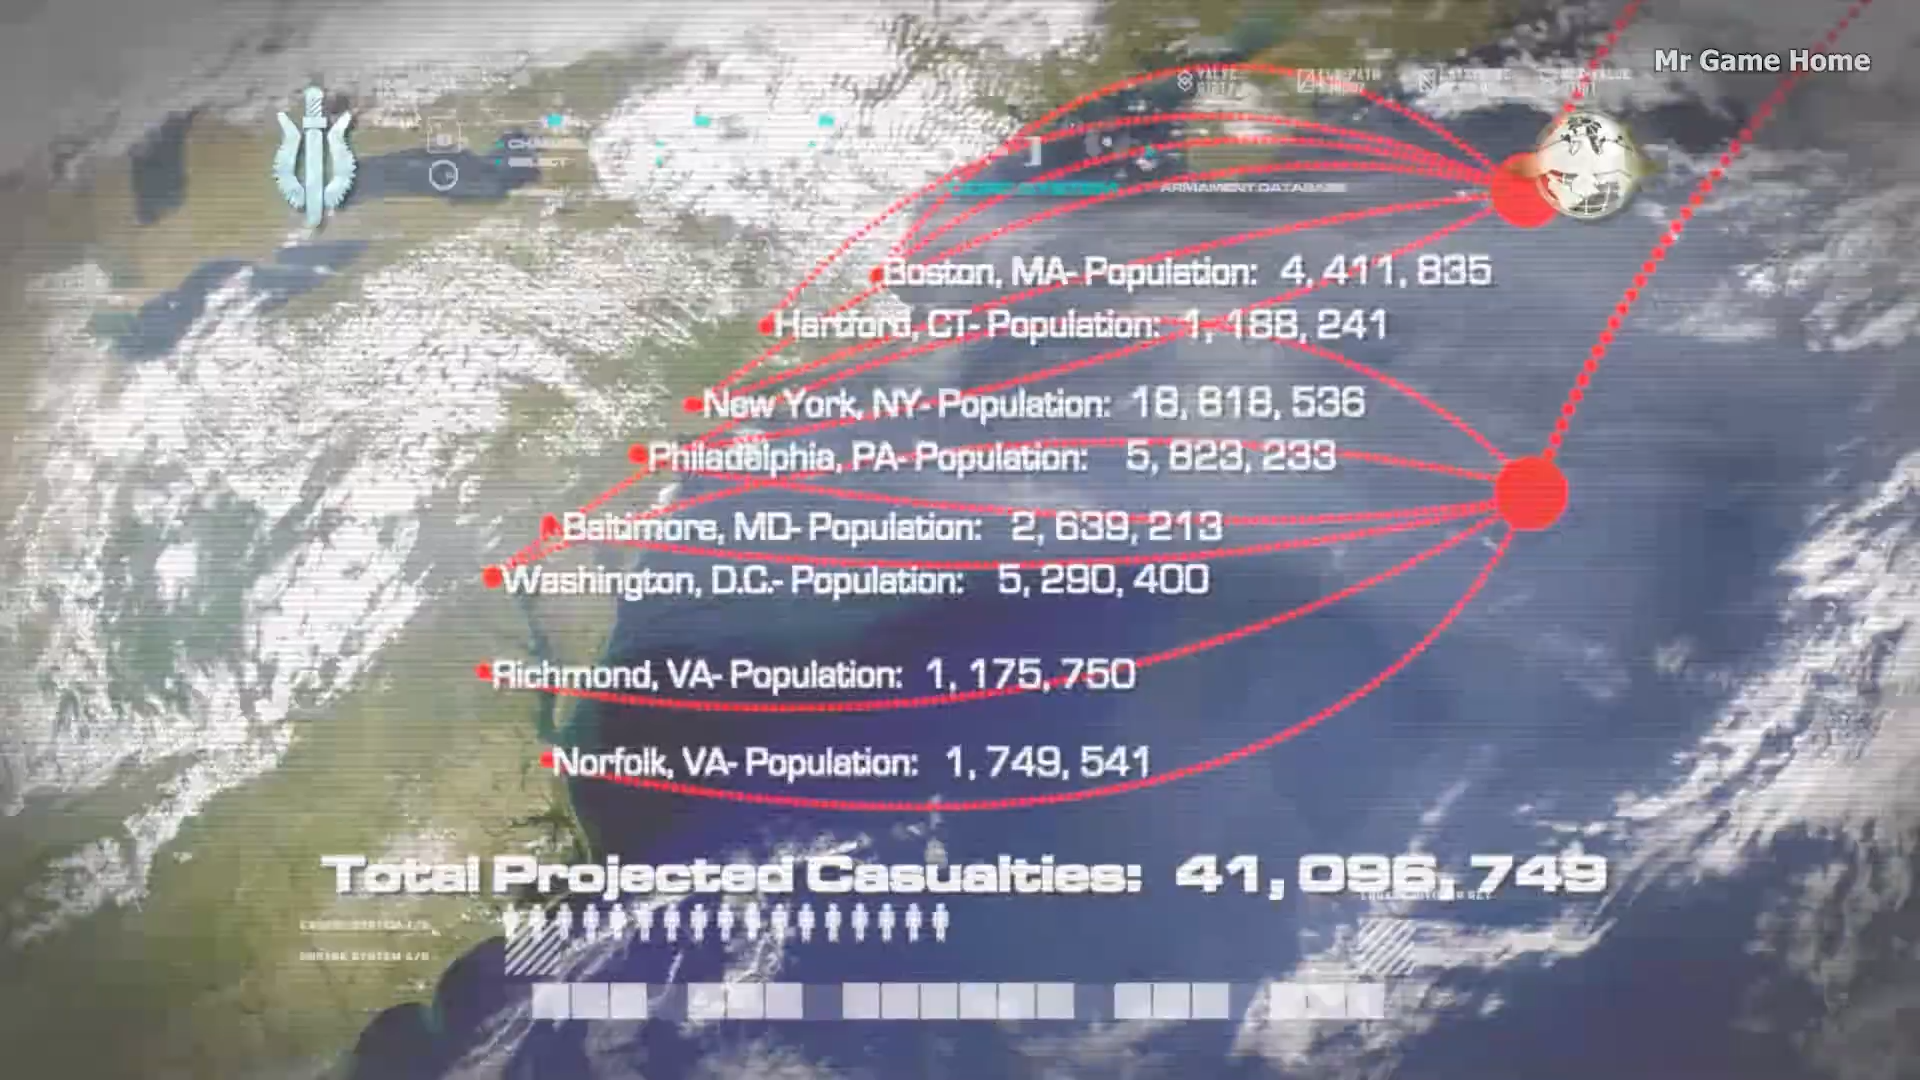 Mr Game Home
ARMAMENT DATABASE
Boston, MA- Population: 4, 411, 835
Hartford, CT- Population: 1, 188, 241
New York, NY- Population: 18, 818, 536
Philadelphia, PA- Population: 5, 823, 233
Baltimore, MD- Population: 2, 639, 213
Washington, D.C.- Population: 5, 290, 400
Richmond, VA- Population: 1, 175, 750
Norfolk, VA- Population: 1, 749, 541
Total Projected Casualties: 41, 096, 749